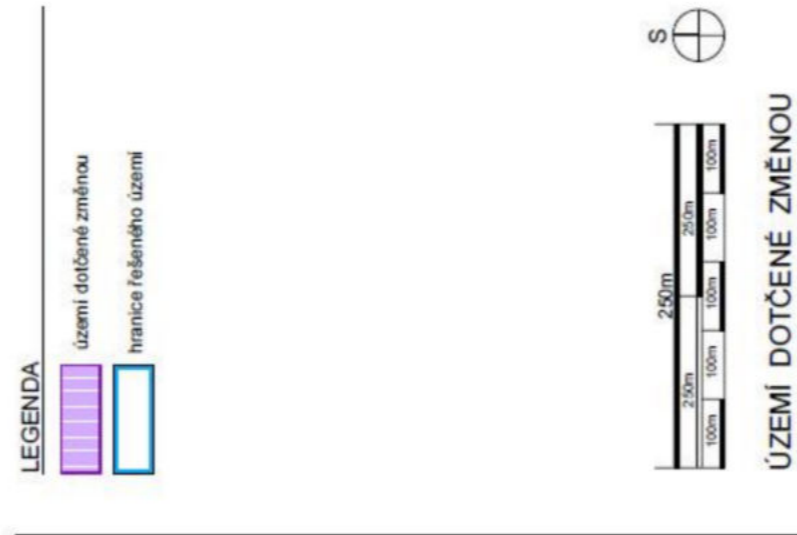 LEGENDA
území dotčené změnou
hranice řešeného území
S
250m
250m 250m
100m 100m 100m 100m 100m
ÚZEMÍ DOTČENÉ ZMĚNOU